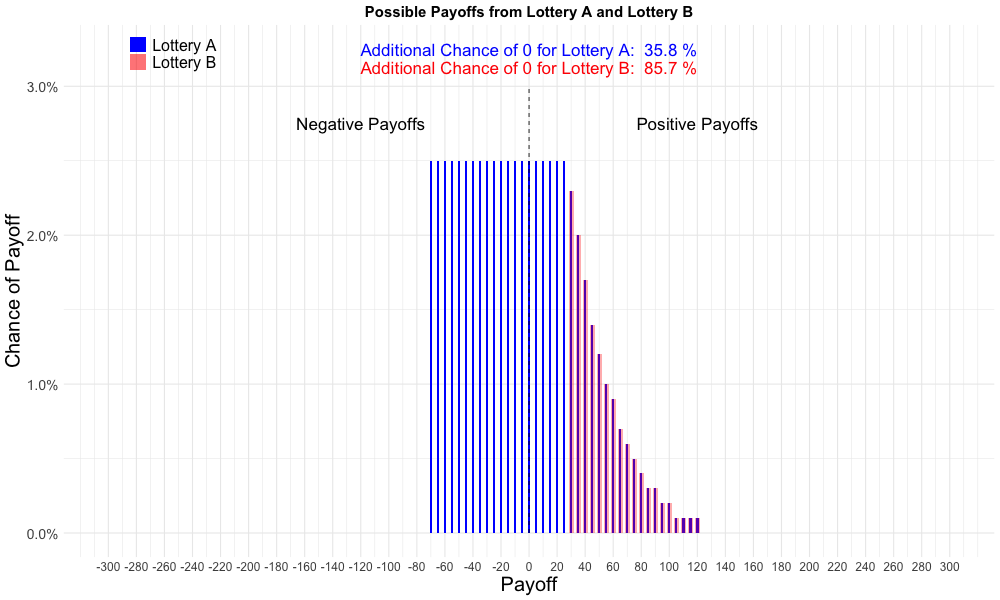 Possible Payoffs from Lottery A and Lottery B
Lottery A
Lottery B
Additional Chance of 0 for Lottery A: 35.8 %
Additional Chance of 0 for Lottery B: 85.7 %
3.0%
Negative Payoffs
Positive Payoffs
2.0%
1.0%
0.0%
Chance of Payoff
-300 -280 -260 -240 -220 -200 -180 -160 -140 -120 -100 -80 -60 -40 -20 0 20 40 60 80 100 120 140 160 180 200 220 240 260 280 300
Payoff